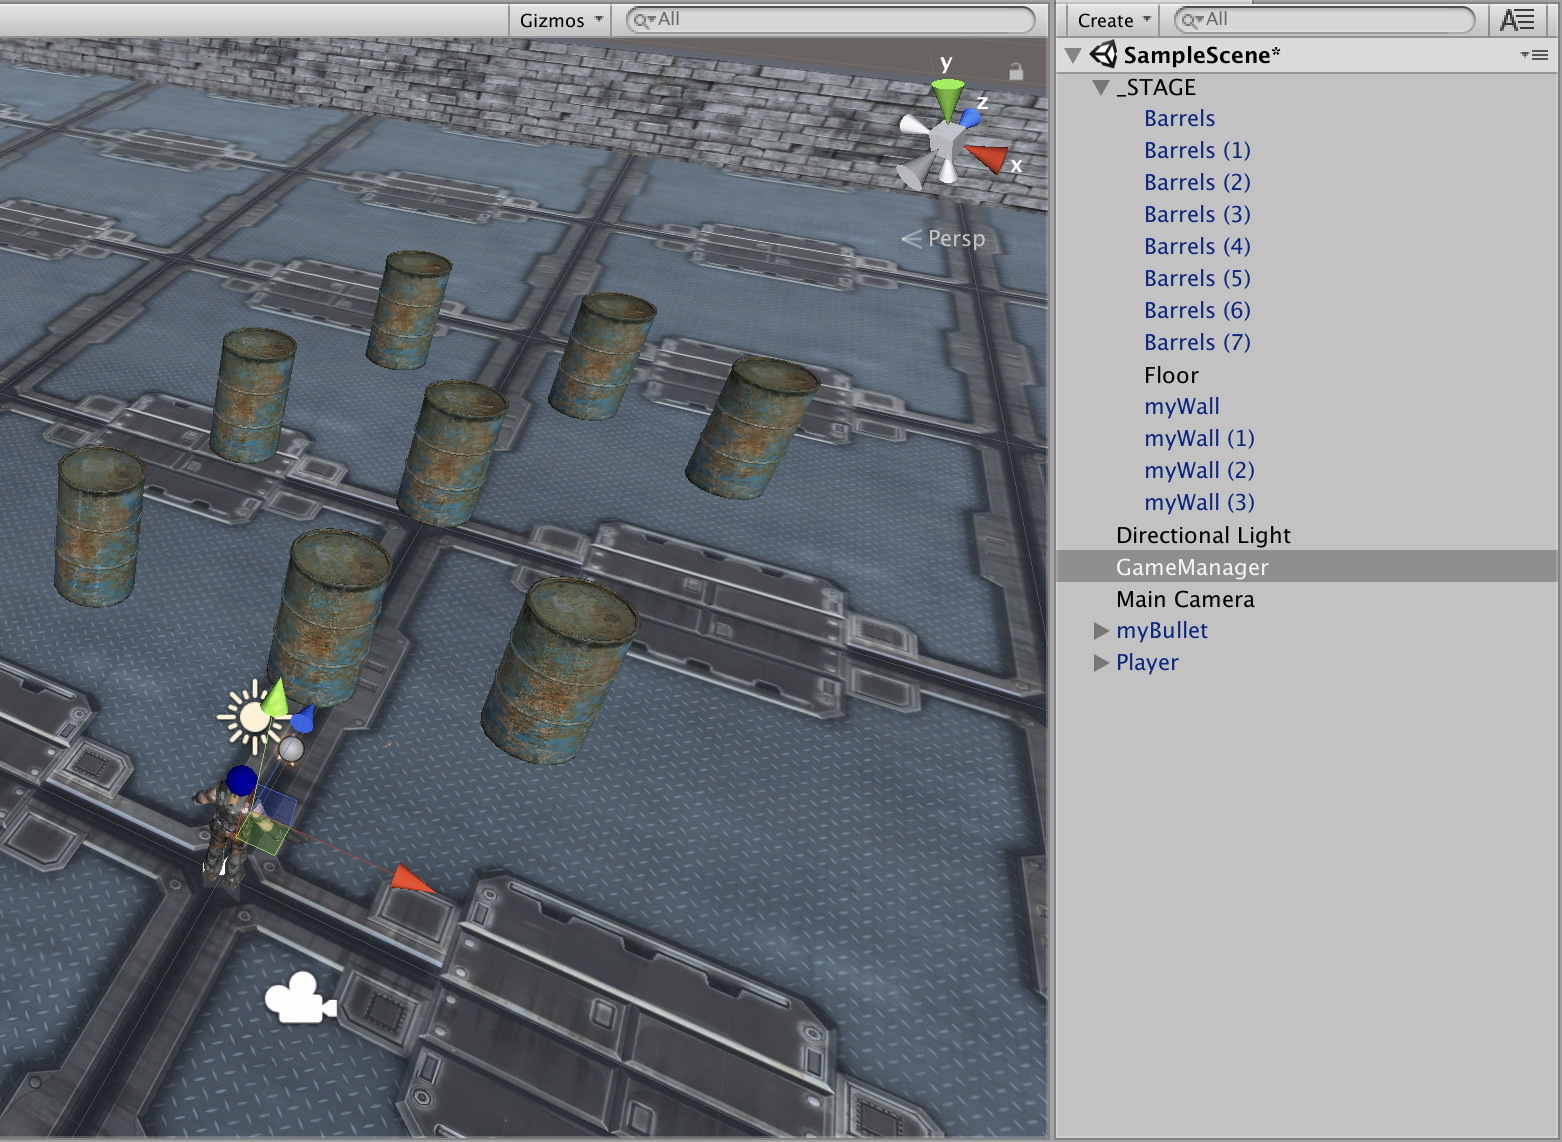 Gizmos All
y
z
x
Persp
Create All
SampleScene*
_STAGE
Barrels
Barrels (1)
Barrels (2)
Barrels (3)
Barrels (4)
Barrels (5)
Barrels (6)
Barrels (7)
Floor
myWall
myWall (1)
myWall (2)
myWall (3)
Directional Light
GameManager
Main Camera
myBullet
Player